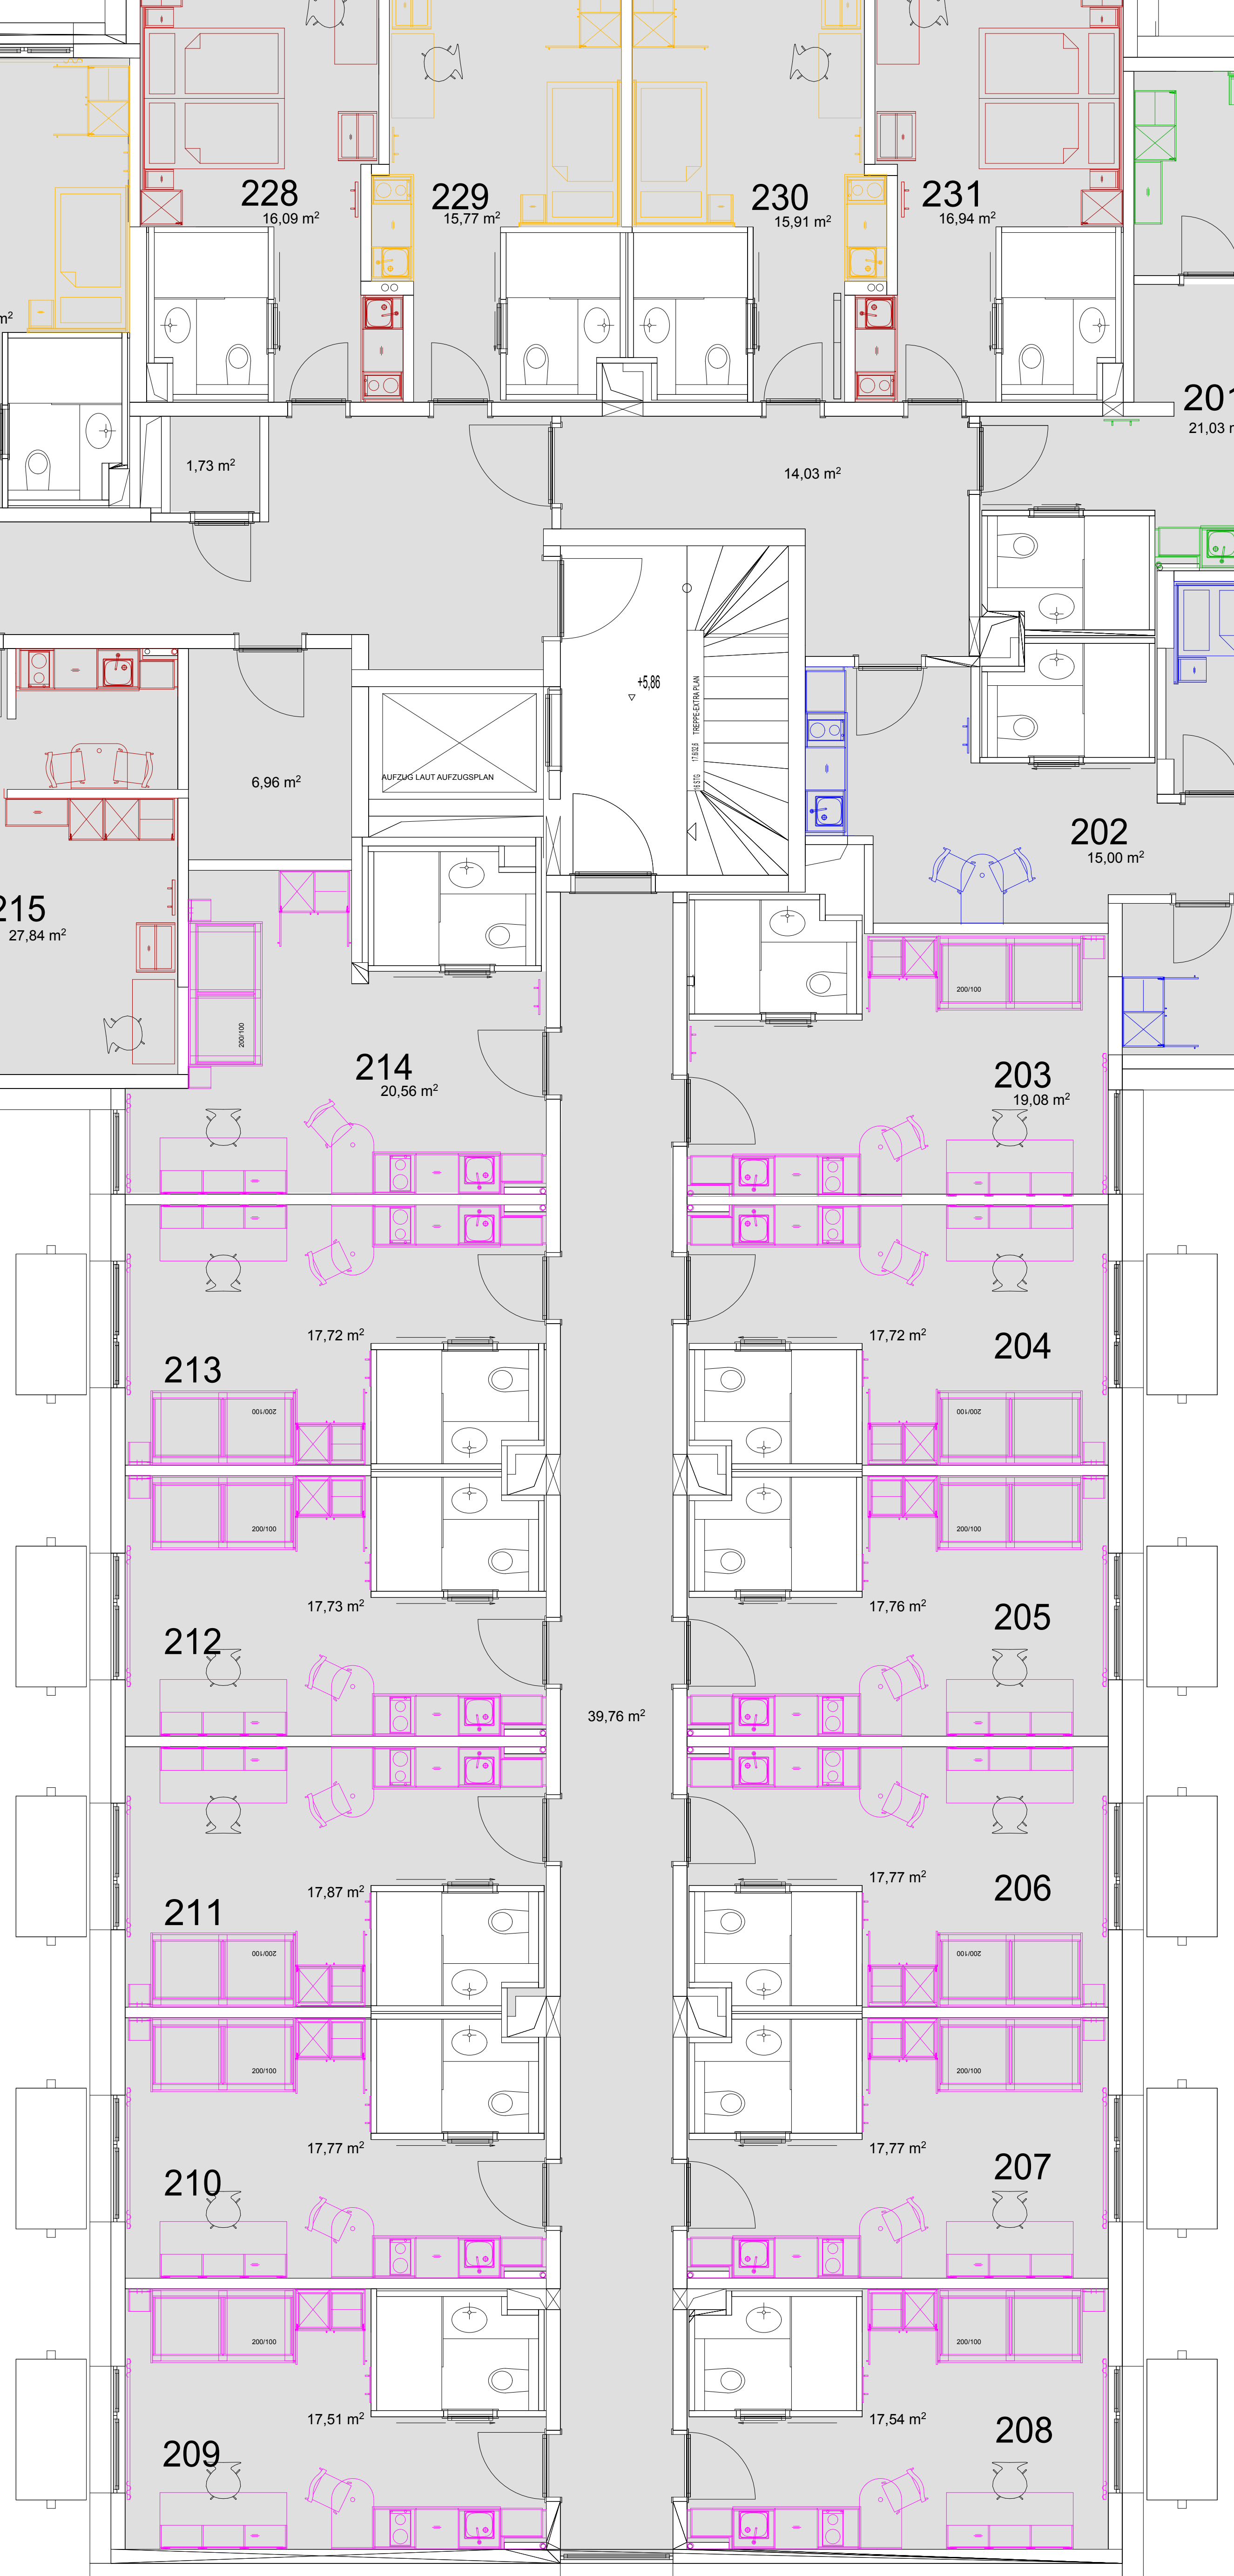 228
16,09 m²
229
15,77 m²
230
15,91 m²
231
16,94 m²
m²
201
21,03 m
1,73 m²
14,03 m²
+5,86
16 STG 17.8/32.6 TREPPE-EXTRA PLAN
AUFZUG LAUT AUFZUGSPLAN
6,96 m²
202
15,00 m²
215
27,84 m²
200/100
200/100
214
20,56 m²
203
19,08 m²
17,72 m²
213
200/100
17,72 m²
204
200/100
200/100
200/100
17,73 m²
212
17,76 m²
205
39,76 m²
17,87 m²
211
200/100
17,77 m²
206
200/100
200/100
200/100
17,77 m²
210
17,77 m²
207
200/100
200/100
17,51 m²
209
17,54 m²
208